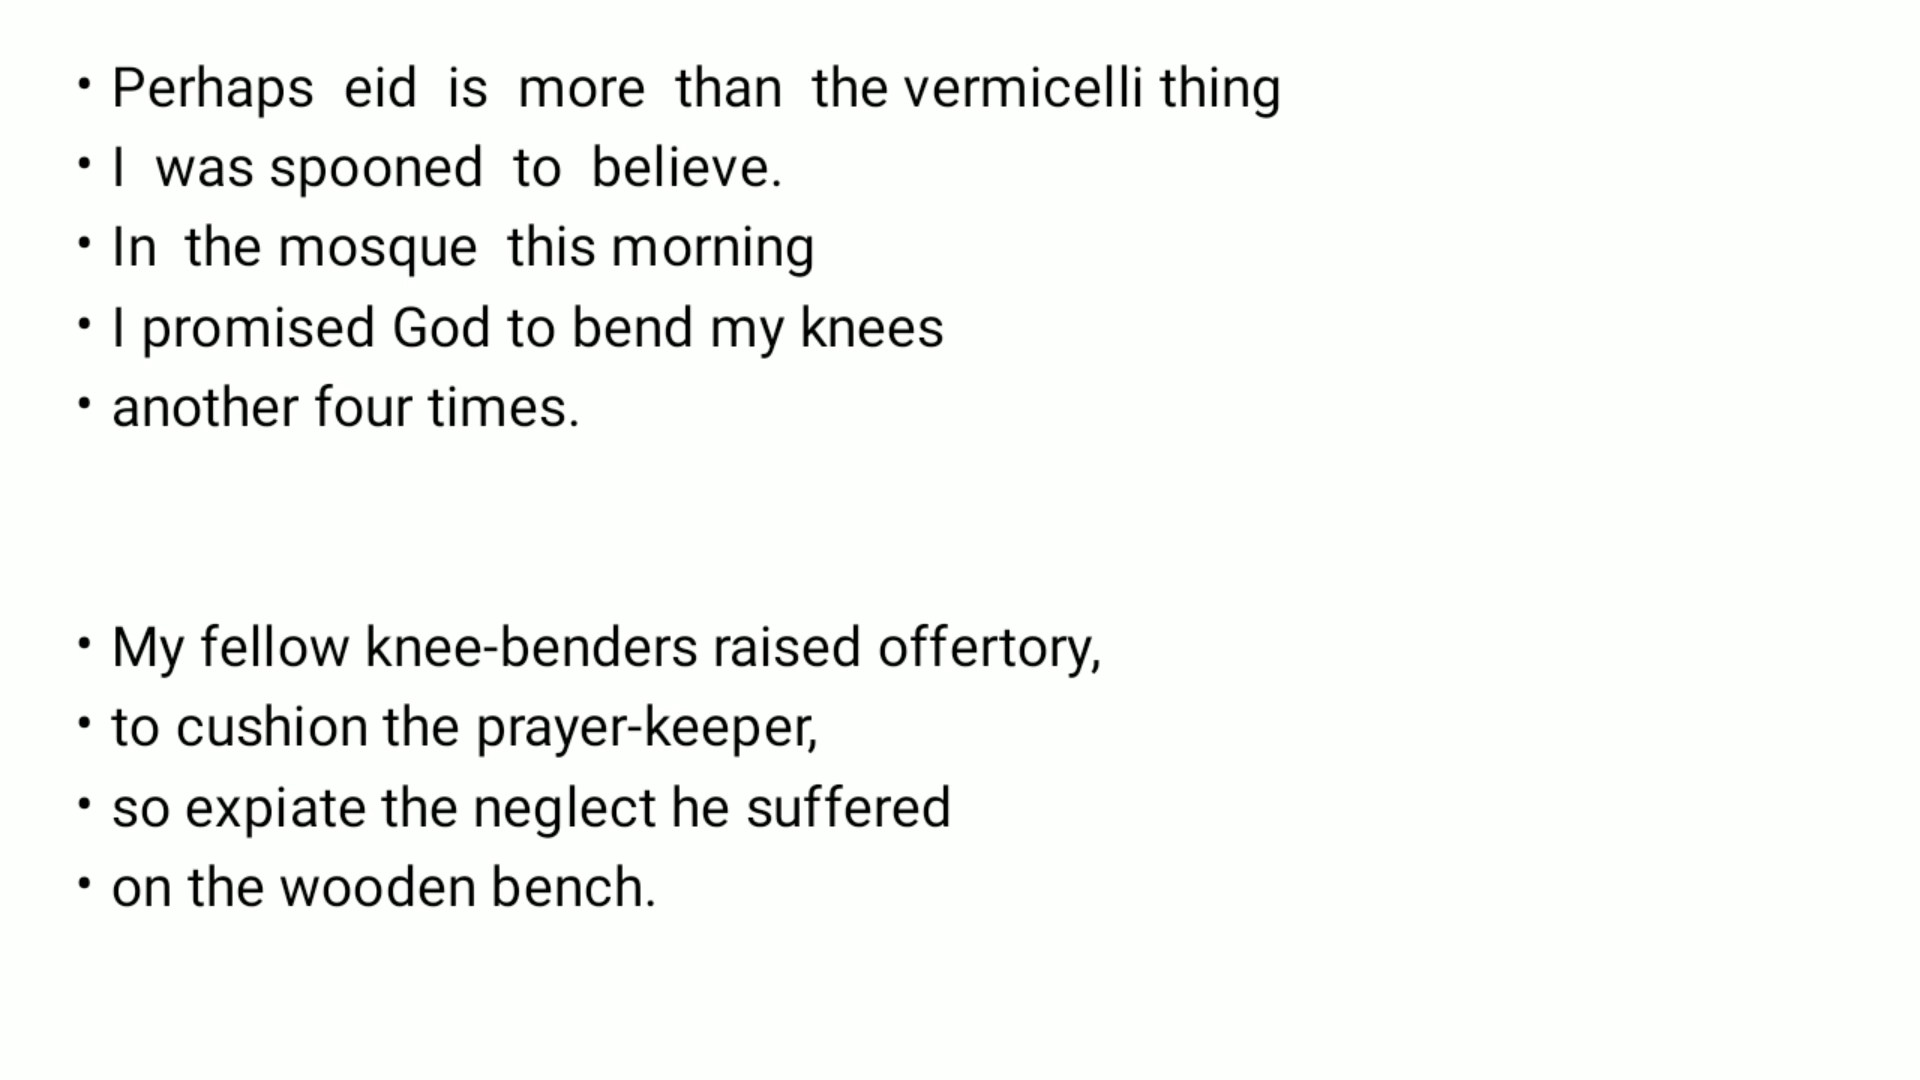 • Perhaps eid is more than the vermicelli thing
• I was spooned to believe.
• In the mosque this morning
• I promised God to bend my knees
• another four times.
• My fellow knee-benders raised offertory,
• to cushion the prayer-keeper,
• so expiate the neglect he suffered
• on the wooden bench.